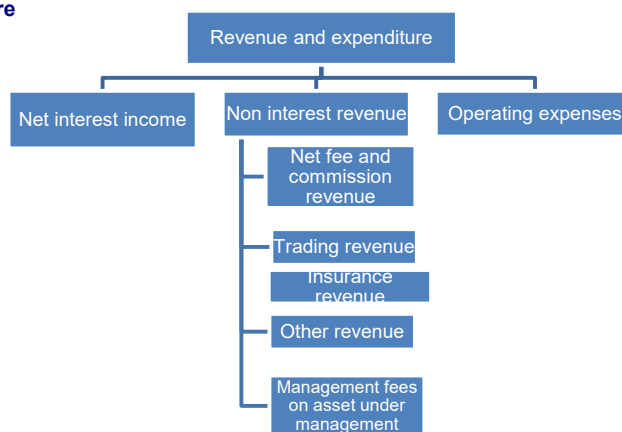 re
Revenue and expenditure
Net interest income
Non interest revenue
Operating expenses
Net fee and
commission
revenue
Trading revenue
Insurance
revenue
Other revenue
Management fees
on asset under
management